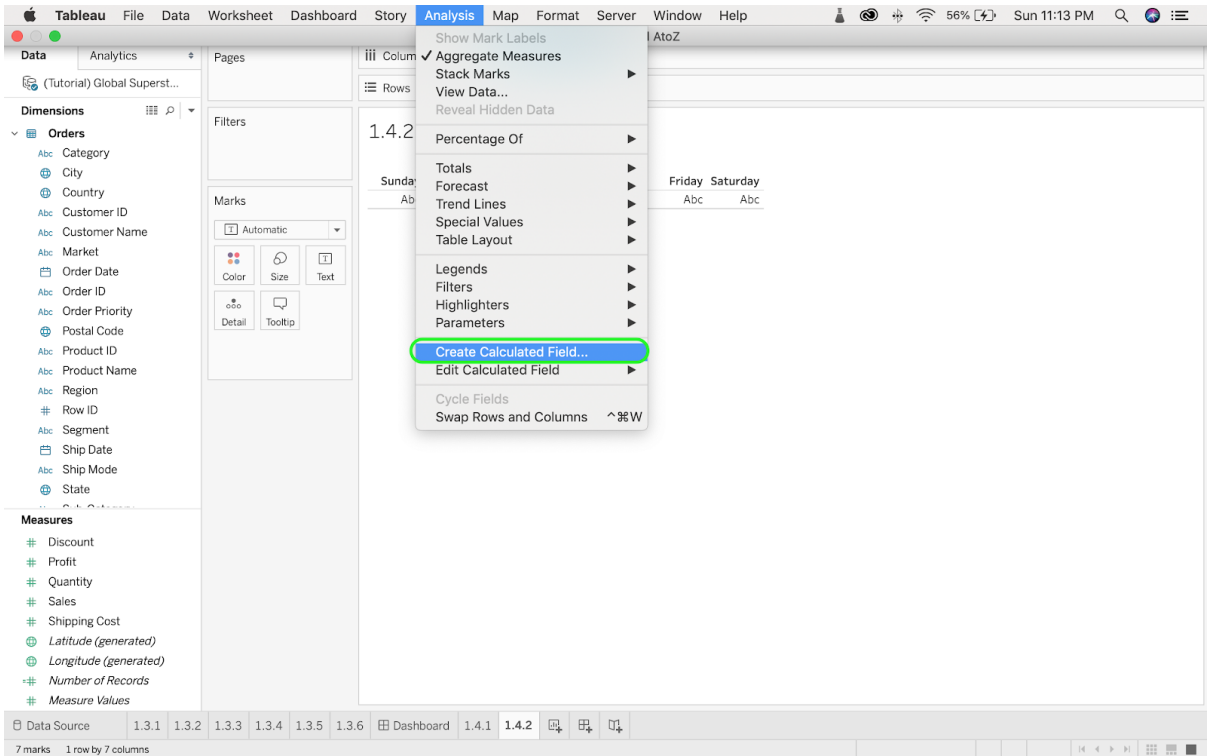 Tableau File Data Worksheet Dashboard Story Analysis Map Format Server Window Help 56% Sun 11:13 PM
AtoZ
Data Analytics
(Tutorial) Global Superst...
Dimensions
Orders
Abc Category
City
Country
Abc Customer ID
Abc Customer Name
Abc Market
Order Date
Abc Order ID
Abc Order Priority
Postal Code
Abc Product ID
Abc Product Name
Abc Region
# Row ID
Abc Segment
Ship Date
Abc Ship Mode
State
Measures
# Discount
# Profit
# Quantity
# Sales
# Shipping Cost
Latitude (generated)
Longitude (generated)
=# Number of Records
# Measure Values
Pages
Filters
Marks
T Automatic
Color Size T Text
Detail Tooltip
iii Colum
Rows
1.4.2
Sunda Friday Saturday
Ab Abc Abc
Show Mark Labels
✓ Aggregate Measures
Stack Marks
View Data...
Reveal Hidden Data
Percentage Of
Totals
Forecast
Trend Lines
Special Values
Table Layout
Legends
Filters
Highlighters
Parameters
Create Calculated Field...
Edit Calculated Field
Cycle Fields
Swap Rows and Columns ^⌘W
Data Source 1.3.1 1.3.2 1.3.3 1.3.4 1.3.5 1.3.6 Dashboard 1.4.1 1.4.2
7 marks 1 row by 7 columns